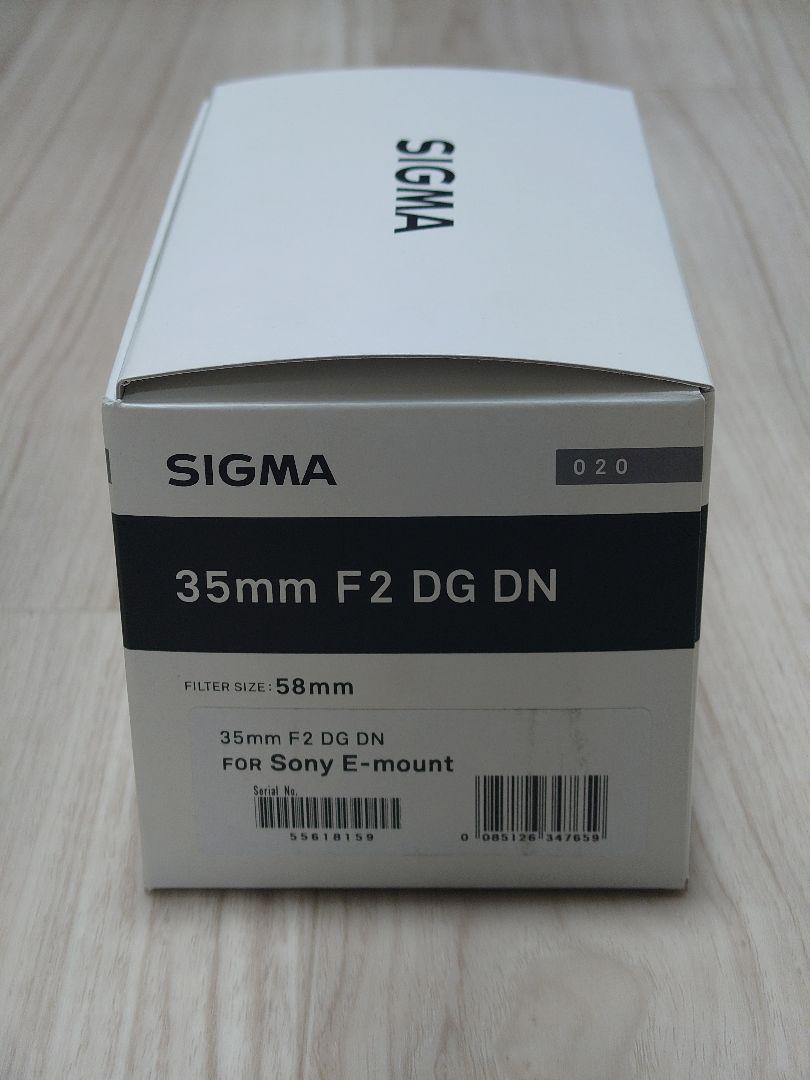 SIGMA
SIGMA
020
35mm F2 DG DN
FILTER SIZE: 58mm
35mm F2 DG DN
FOR Sony E-mount
Serial No.
55618159
0 085126 347659